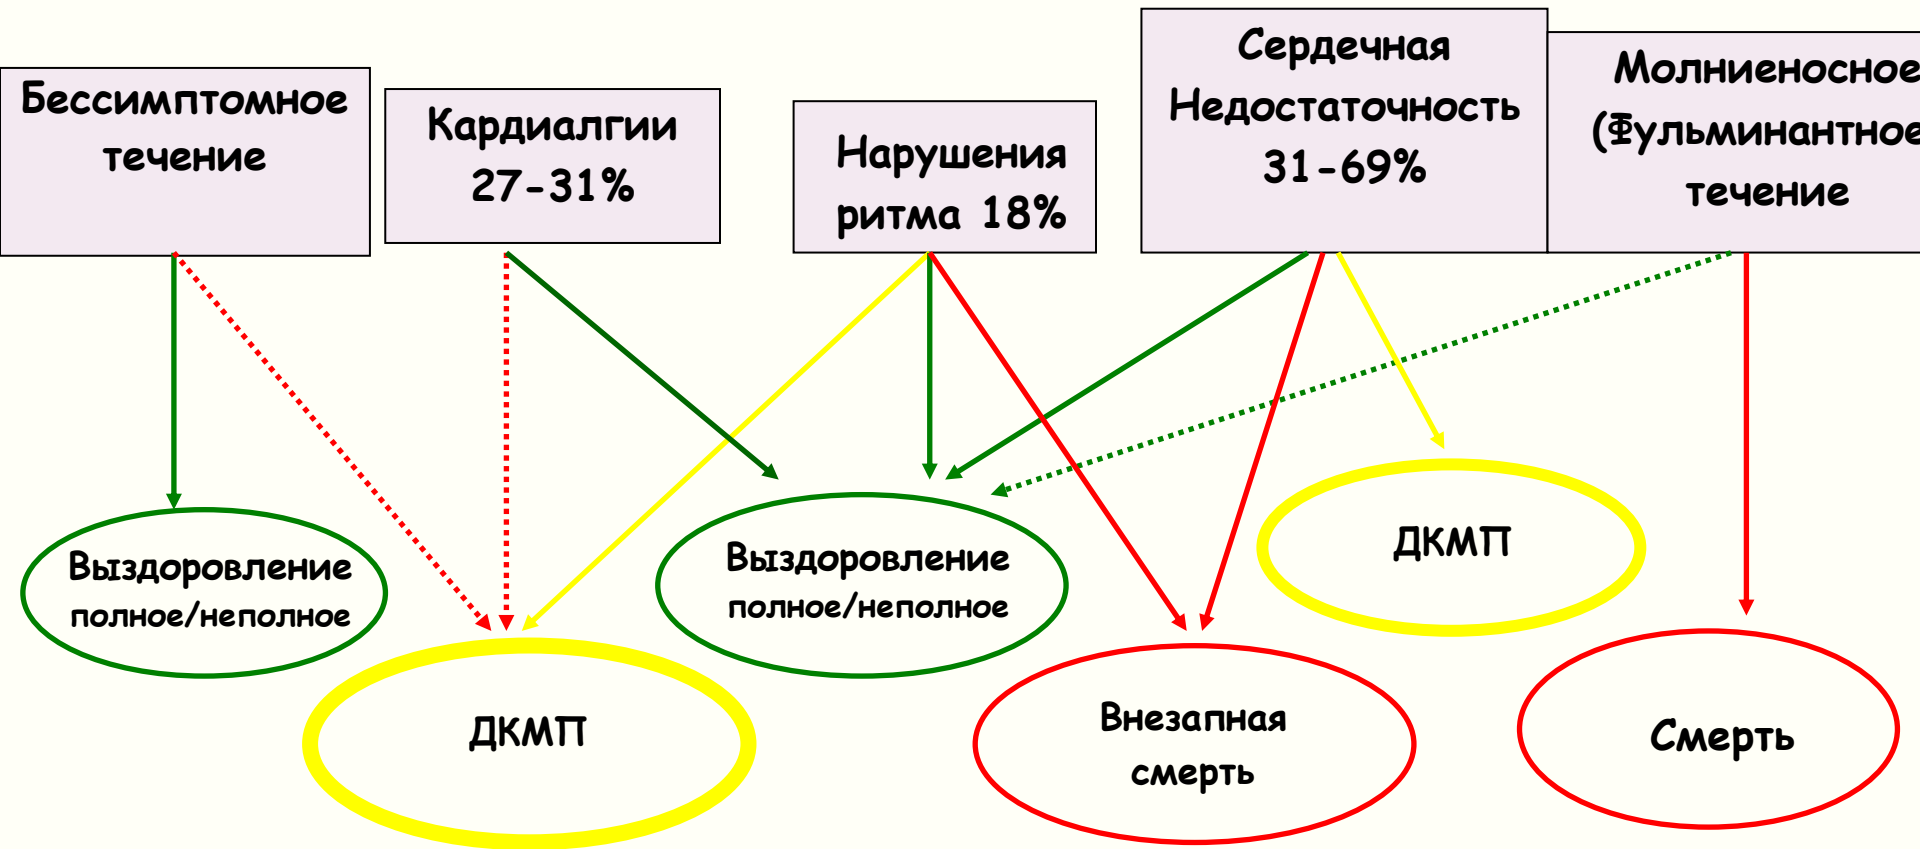 Бессимптомное
течение
Кардиалгии
27-31%
Нарушения
ритма 18%
Сердечная
Недостаточность
31-69%
Молниеносное
(Фульминантное
течение
Выздоровление
полное/неполное
ДКМП
Выздоровление
полное/неполное
Внезапная
смерть
ДКМП
Смерть